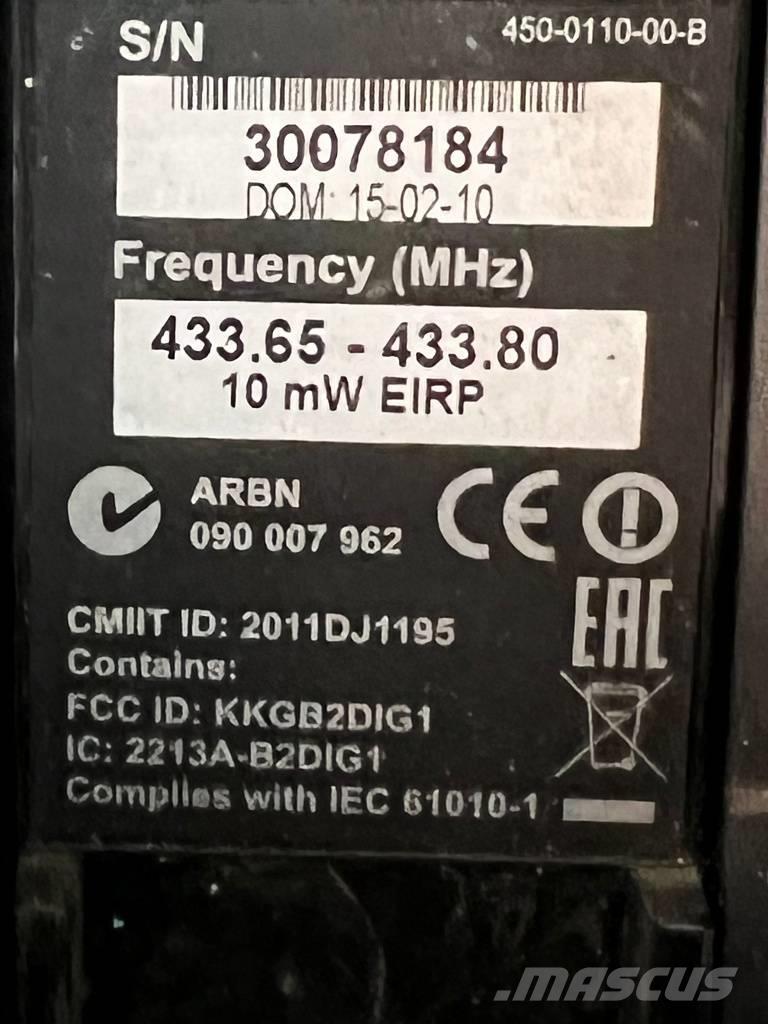 S/N
450-0110-00-B
30078184
DOM: 15-02-10
Frequency (MHz)
433.65 - 433.80
10 mW EIRP
ARBN
090 007 962
CE
EAC
CMIIT ID: 2011DJ1195
Contains:
FCC ID: KKGB2DIG1
IC: 2213A-B2DIG1
Complies with IEC 61010-1
.mascus